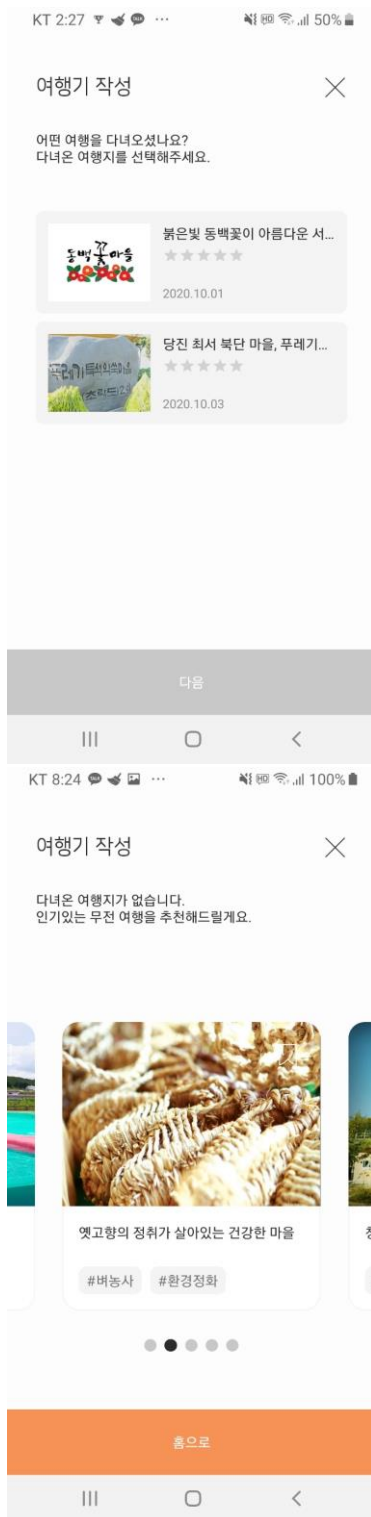 KT 2:27 ··· 50%
여행기 작성
어떤 여행을 다녀오셨나요?
다녀온 여행지를 선택해주세요.
동백꽃마을
붉은빛 동백꽃이 아름다운 서...
2020.10.01
당진 최서 북단 마을, 푸레기...
2020.10.03
다음
KT 8:24 ··· 100%
여행기 작성
다녀온 여행지가 없습니다.
인기있는 무전 여행을 추천해드릴게요.
옛고향의 정취가 살아있는 건강한 마을
#벼농사 #환경정화
홈으로